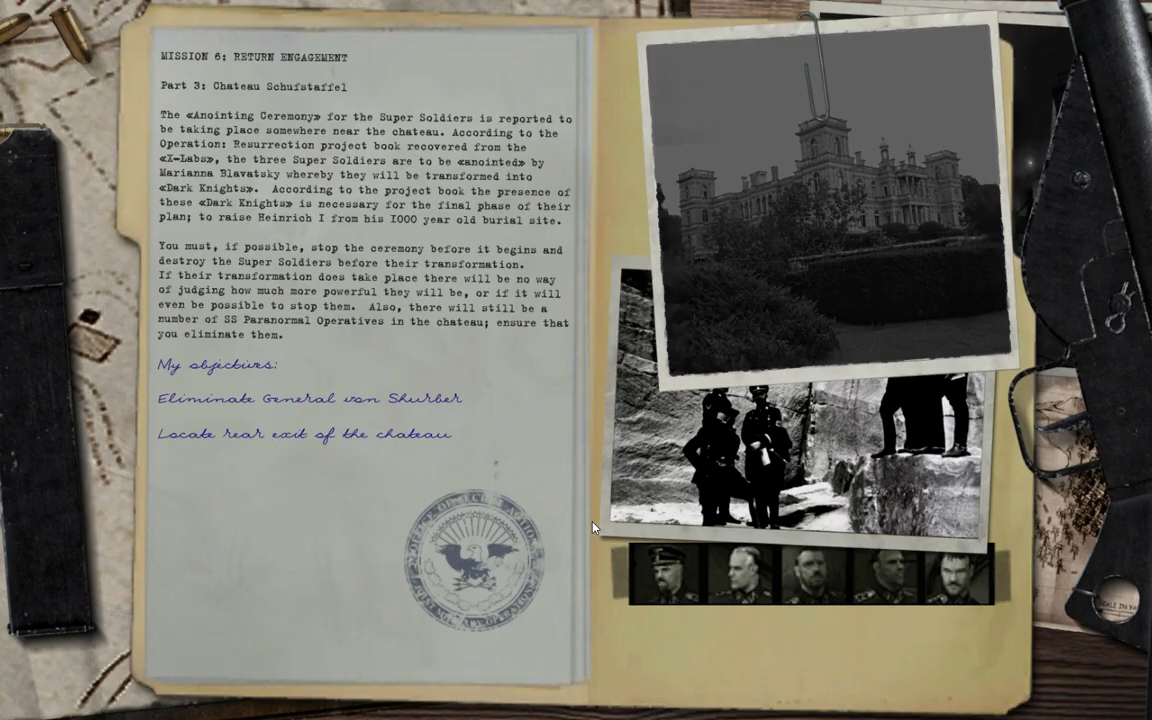 MISSION 6: RETURN ENGAGEMENT
Part 3: Chateau Schufstaffel
The «Anointing Ceremony» for the Super Soldiers is reported to
be taking place somewhere near the chateau. According to the
Operation: Resurrection project book recovered from the
«X-Labs», the three Super Soldiers are to be «anointed» by
Marianna Blavatsky whereby they will be transformed into
«Dark Knights».  According to the project book the presence of
these «Dark Knights» is necessary for the final phase of their
plan; to raise Heinrich I from his 1000 year old burial site.
You must, if possible, stop the ceremony before it begins and
destroy the Super Soldiers before their transformation.
If their transformation does take place there will be no way
of judging how much more powerful they will be, or if it will
even be possible to stop them.  Also, there will still be a
number of SS Paranormal Operatives in the chateau; ensure that
you eliminate them.
My objectives:
Eliminate General von Shurber
Locate rear exit of the chateau